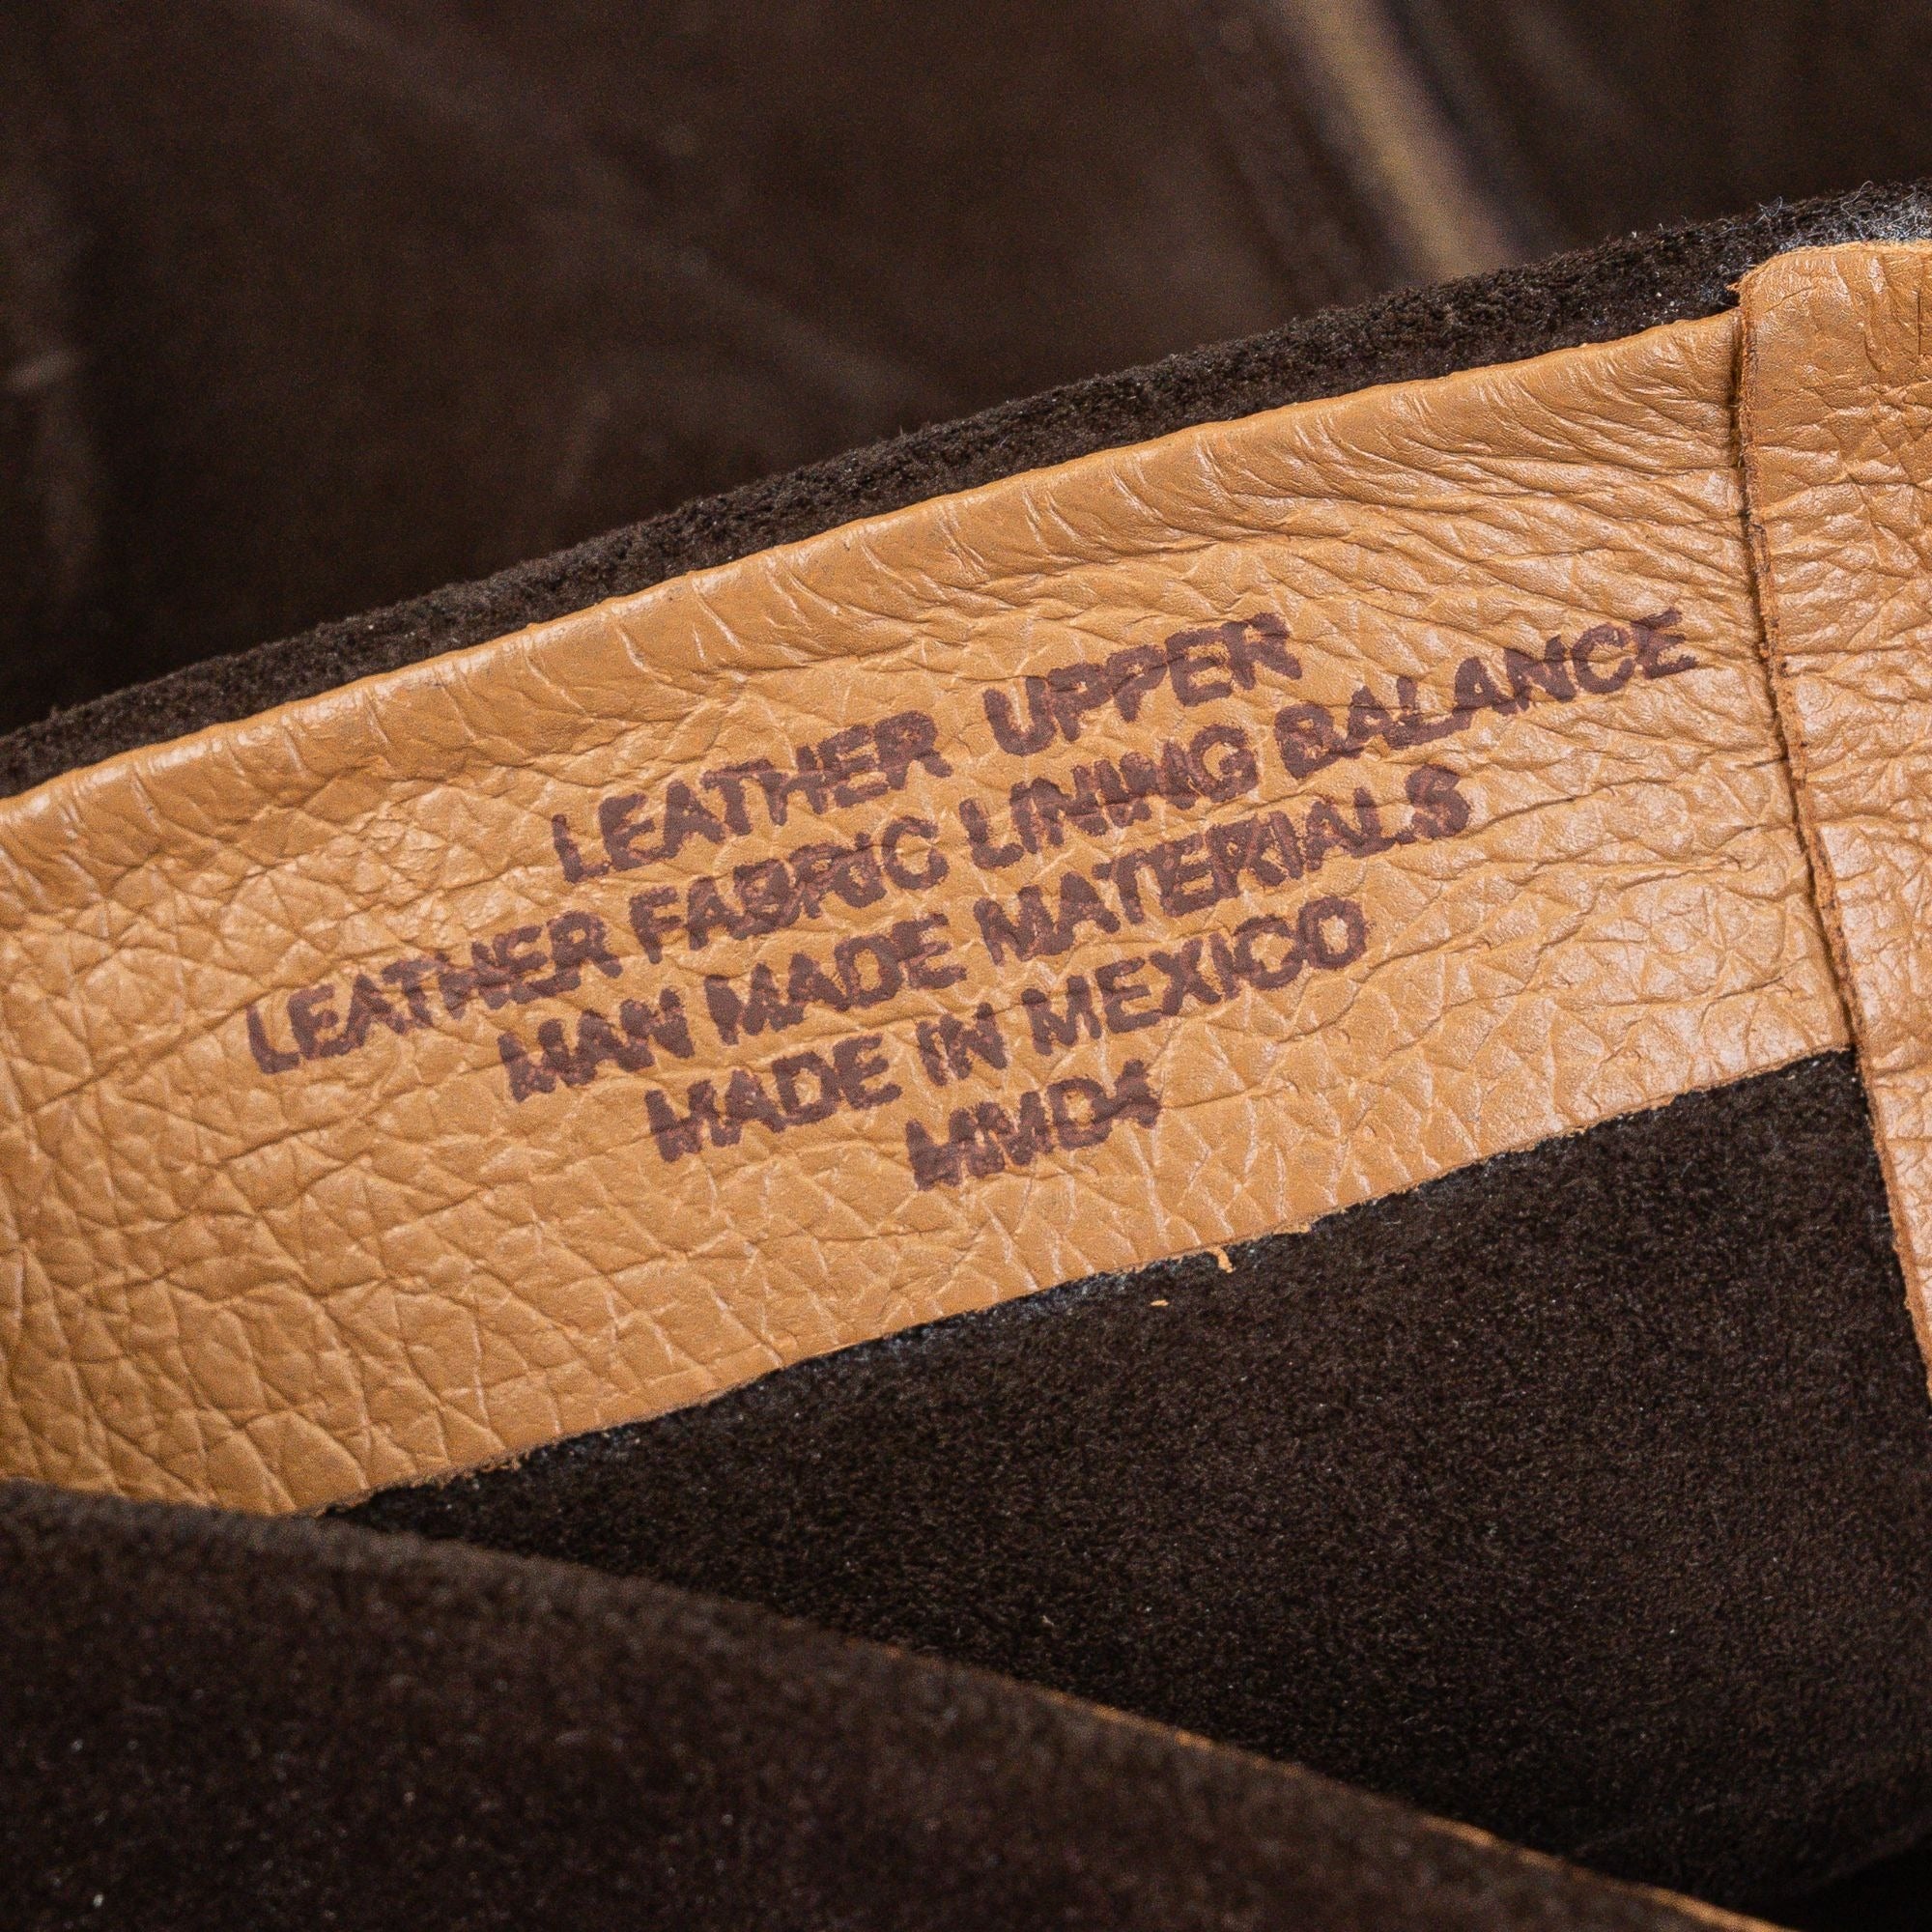 LEATHER UPPER
LEATHER FABRIC LINING BALANCE
MAN MADE MATERIALS
MADE IN MEXICO
MMD4